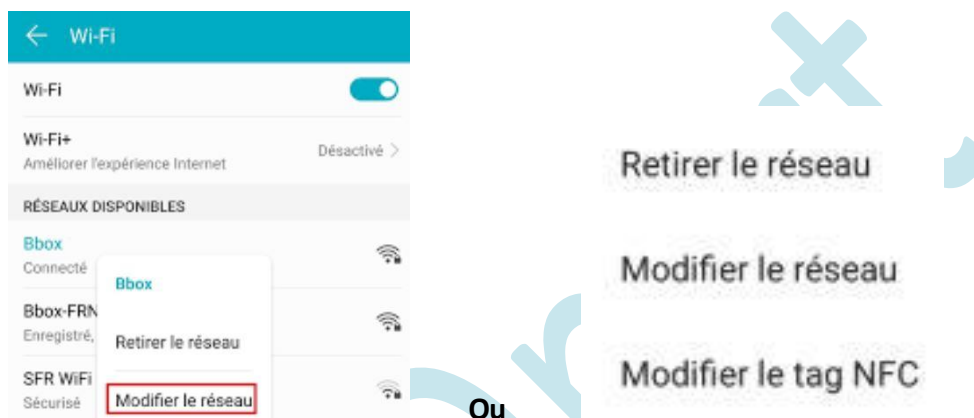 Wi-Fi
Wi-Fi
Wi-Fi+
Améliorer l'expérience Internet
Désactivé
RÉSEAUX DISPONIBLES
Bbox
Connecté
Bbox
Bbox-FRN
Enregistré,
Retirer le réseau
SFR WiFi
Sécurisé
Modifier le réseau
Ou
Retirer le réseau
Modifier le réseau
Modifier le tag NFC